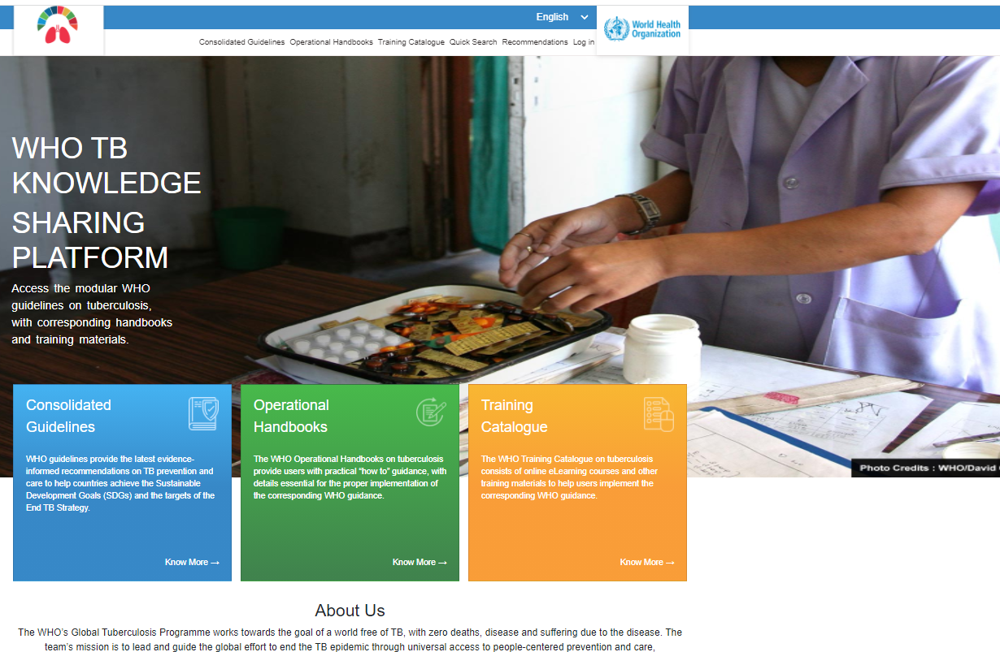 English
World Health
Organization
Consolidated Guidelines Operational Handbooks Training Catalogue Quick Search Recommendations Log in
WHO TB
KNOWLEDGE
SHARING
PLATFORM
Access the modular WHO
guidelines on tuberculosis,
with corresponding handbooks
and training materials.
Photo Credits : WHO/David
Consolidated
Guidelines
WHO guidelines provide the latest evidence-
informed recommendations on TB prevention and
care to help countries achieve the Sustainable
Development Goals (SDGs) and the targets of the
End TB Strategy.
Know More →
Operational
Handbooks
The WHO Operational Handbooks on tuberculosis
provide users with practical “how to” guidance, with
details essential for the proper implementation of
the corresponding WHO guidance.
Know More →
Training
Catalogue
The WHO Training Catalogue on tuberculosis
consists of online eLearning courses and other
training materials to help users implement the
corresponding WHO guidance.
Know More →
About Us
The WHO’s Global Tuberculosis Programme works towards the goal of a world free of TB, with zero deaths, disease and suffering due to the disease. The
team’s mission is to lead and guide the global effort to end the TB epidemic through universal access to people-centered prevention and care,